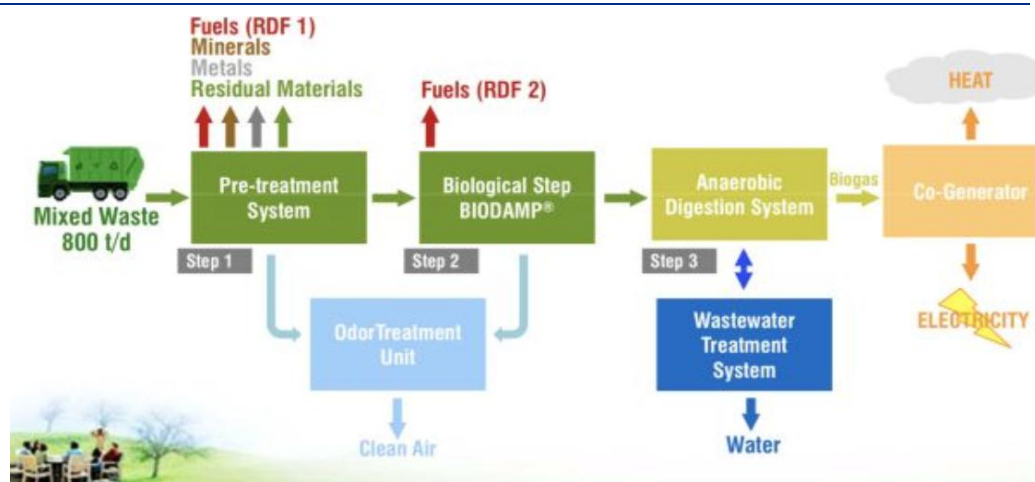 Fuels (RDF 1)
Minerals
Metals
Residual Materials
Fuels (RDF 2)
HEAT
Mixed Waste
800 t/d
Pre-treatment
System
Step 1
Biological Step
BIODAMP®
Step 2
Anaerobic
Digestion System
Step 3
Biogas
Co-Generator
OdorTreatment
Unit
Wastewater
Treatment
System
ELECTRICITY
Clean Air
Water